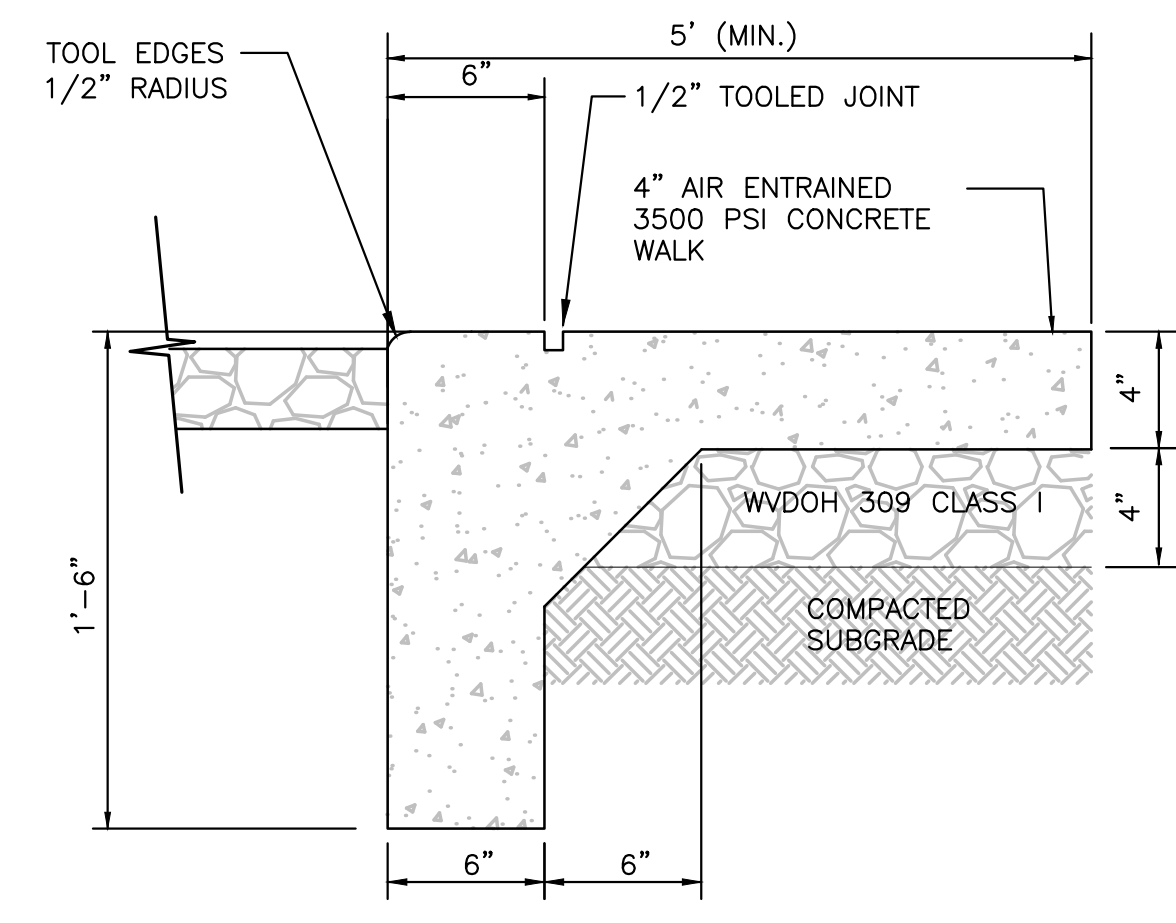 5’ (MIN.)
TOOL EDGES
1/2” RADIUS
6”
1/2” TOOLED JOINT
4” AIR ENTRAINED
3500 PSI CONCRETE
WALK
4”
WVDOH 309 CLASS I
4”
1’-6”
COMPACTED
SUBGRADE
6”
6”